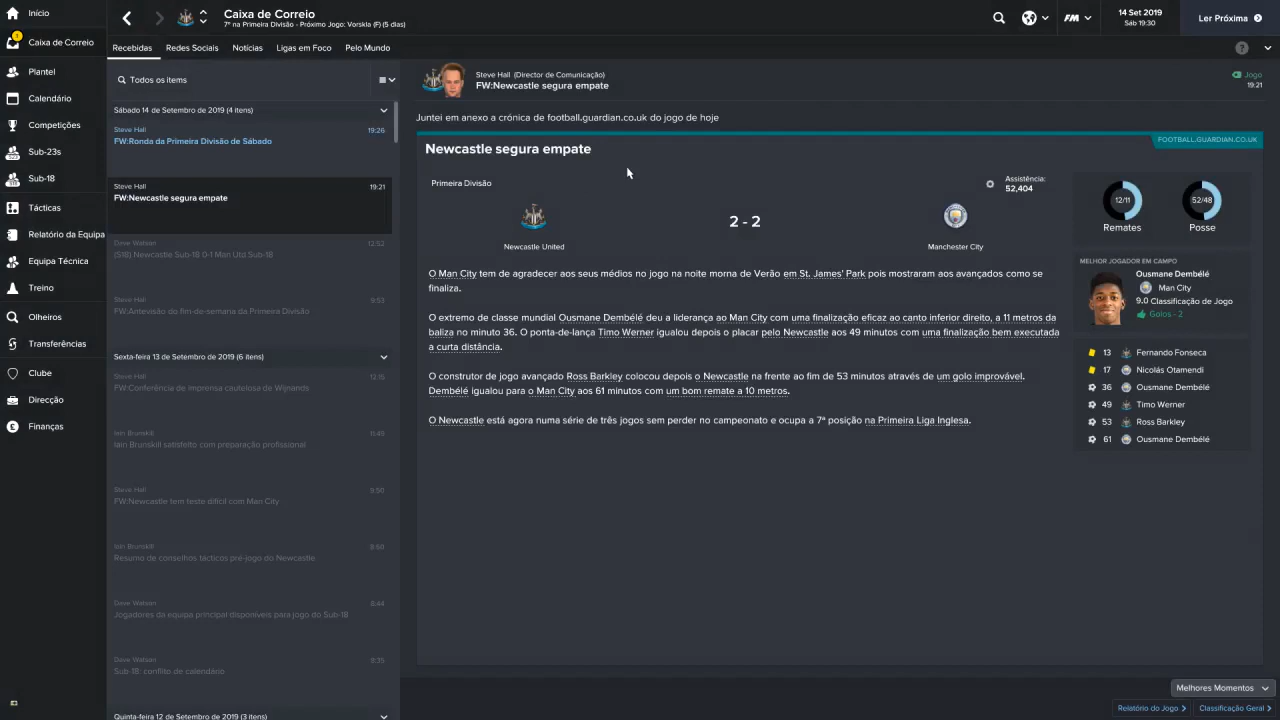 Início
Caixa de Correio
Plantel
Calendário
Competições
Sub-23s
Sub-18
Tácticas
Relatório da Equipa
Equipa Técnica
Treino
Olheiros
Transferências
Clube
Direcção
Finanças
Caixa de Correio
7º na Primeira Divisão - Próximo Jogo: Vorskla (F) (5 dias)
FM
14 Set 2019
Sáb 19:30
Ler Próxima
Recebidas Redes Sociais Notícias Ligas em Foco Pelo Mundo
Todos os items
Sábado 14 de Setembro de 2019 (4 itens)
Steve Hall 19:26
FW:Ronda da Primeira Divisão de Sábado
Steve Hall 19:21
FW:Newcastle segura empate
Dave Watson 12:52
(S18) Newcastle Sub-18 0-1 Man Utd Sub-18
Steve Hall 9:53
FW:Antevisão do fim-de-semana da Primeira Divisão
Sexta-feira 13 de Setembro de 2019 (6 itens)
Steve Hall
FW:Conferência de imprensa cautelosa de Wijnands
Iain Brunskill 11:49
Iain Brunskill satisfeito com preparação profissional
Steve Hall 9:50
FW:Newcastle tem teste difícil com Man City
Iain Brunskill
Resumo de conselhos tácticos pré-jogo do Newcastle
Dave Watson 8:44
Jogadores da equipa principal disponíveis para jogo do Sub-18
Dave Watson 8:35
Sub-18: conflito de calendário
Quinta-feira 12 de Setembro de 2019 (3 itens)
Steve Hall (Director de Comunicação)
FW:Newcastle segura empate
Jogo
19:21
Juntei em anexo a crónica de football.guardian.co.uk do jogo de hoje
FOOTBALL.GUARDIAN.CO.UK
Newcastle segura empate
Primeira Divisão
Assistência:
52,404
2 - 2
Newcastle United
Manchester City
O Man City tem de agradecer aos seus médios no jogo na noite morna de Verão em St. James' Park pois mostraram aos avançados como se
finaliza.
O extremo de classe mundial Ousmane Dembélé deu a liderança ao Man City com uma finalização eficaz ao canto inferior direito, a 11 metros da
baliza no minuto 36. O ponta-de-lança Timo Werner igualou depois o placar pelo Newcastle aos 49 minutos com uma finalização bem executada
a curta distância.
O construtor de jogo avançado Ross Barkley colocou depois o Newcastle na frente ao fim de 53 minutos através de um golo improvável.
Dembélé igualou para o Man City aos 61 minutos com um bom remate a 10 metros.
O Newcastle está agora numa série de três jogos sem perder no campeonato e ocupa a 7ª posição na Primeira Liga Inglesa.
12/11
Remates
52/48
Posse
MELHOR JOGADOR EM CAMPO
Ousmane Dembélé
Man City
9.0 Classificação de Jogo
Golos - 2
13 Fernando Fonseca
17 Nicolás Otamendi
36 Ousmane Dembélé
49 Timo Werner
53 Ross Barkley
61 Ousmane Dembélé
Melhores Momentos
Relatório do Jogo
Classificação Geral